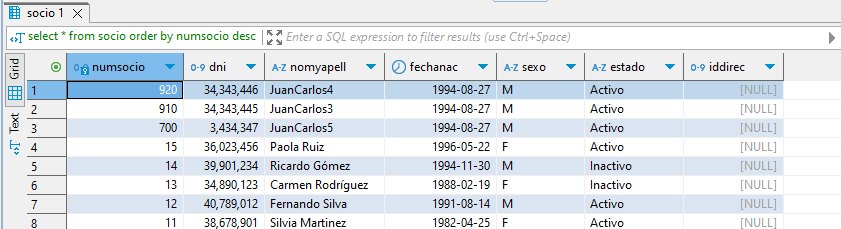 socio 1
select * from socio order by numsocio desc Enter a SQL expression to filter results (use Ctrl+Space)
Grid
Text
numsocio 0-9 dni A-Z nomyapell fechanac A-Z sexo A-Z estado 0-9 iddirec
1 920 34,343,446 JuanCarlos4 1994-08-27 M Activo [NULL]
2 910 34,343,445 JuanCarlos3 1994-08-27 M Activo [NULL]
3 700 3,434,347 JuanCarlos5 1994-08-27 M Activo [NULL]
4 15 36,023,456 Paola Ruiz 1996-05-22 F Activo [NULL]
5 14 39,901,234 Ricardo Gómez 1994-11-30 M Inactivo [NULL]
6 13 34,890,123 Carmen Rodríguez 1988-02-19 F Inactivo [NULL]
7 12 40,789,012 Fernando Silva 1991-08-14 M Activo [NULL]
8 11 38,678,901 Silvia Martinez 1982-04-25 F Activo [NULL]